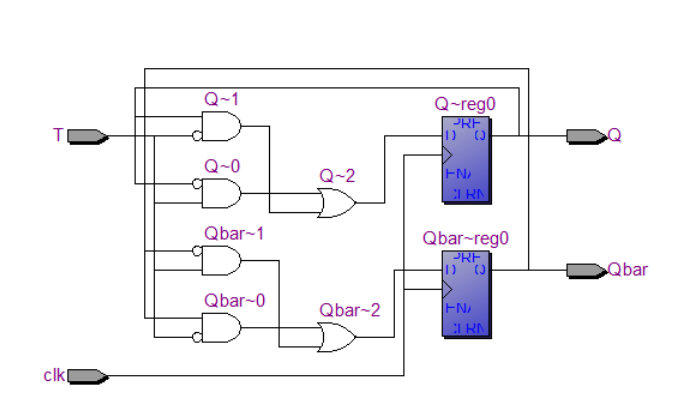 Q~1
Q~reg0
T
PRE
D Q
Q
Q~0
Q~2
ENA
CLRN
Qbar~1
Qbar~reg0
PRE
D Q
Qbar
Qbar~0
Qbar~2
ENA
CLRN
clk